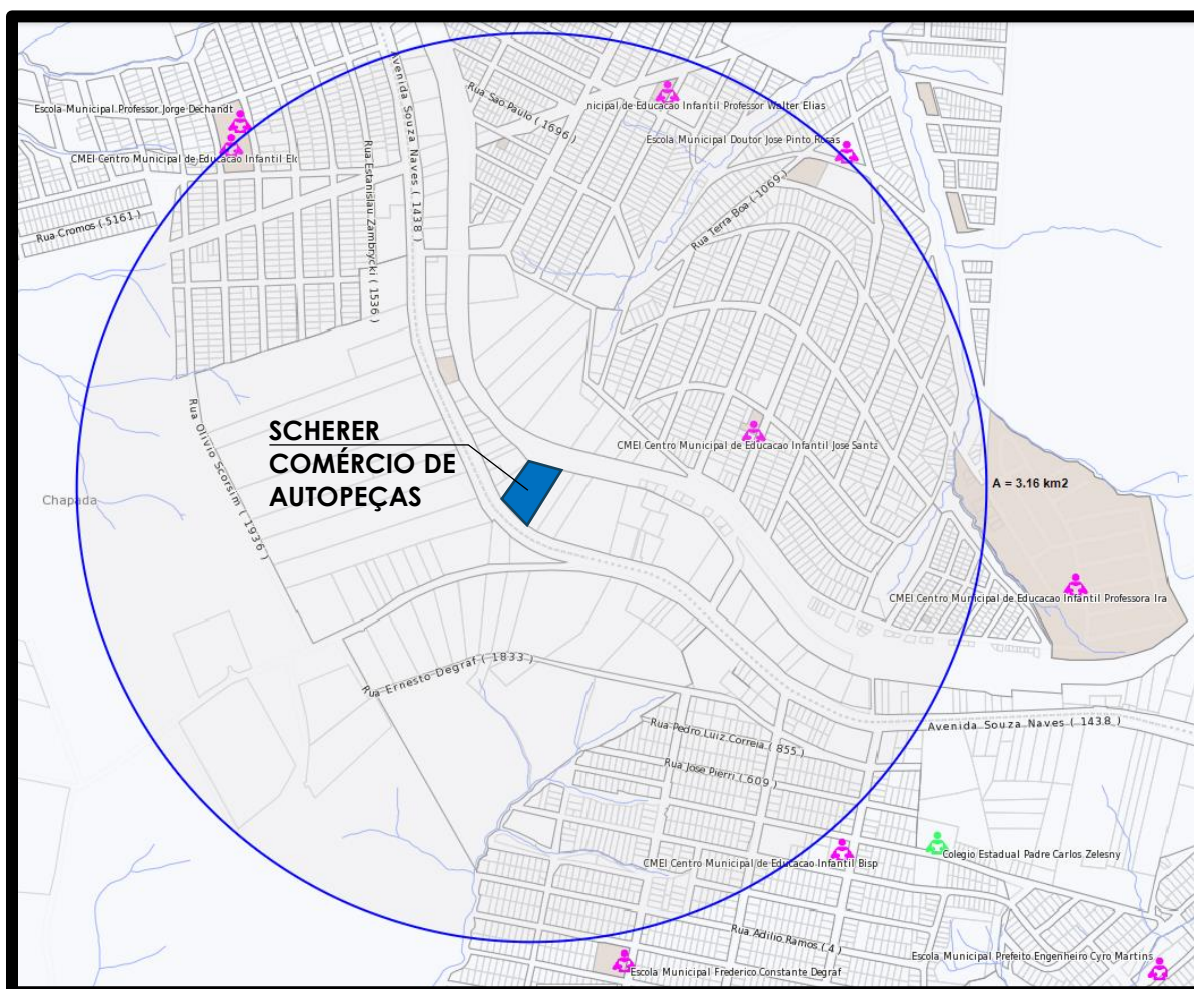 Escola Municipal Professor Jorge Dechandt
CMEI Centro Municipal de Educacao Infantil Elo
Rua Cromos ( 5161 )
Rua Estanislau Zambrycki ( 1536 )
Avenida Souza Naves ( 1438 )
Rua Sao Paulo ( 1696 )
nicipal de Educacao Infantil Professor Walter Elias
Escola Municipal Doutor Jose Pinto Rosas
Rua Terra Boa ( 1069 )
SCHERER
COMÉRCIO DE
AUTOPEÇAS
CMEI Centro Municipal de Educacao Infantil Jose Santa
Chapada
Rua Olivio Scorsim ( 1936 )
A = 3.16 km2
CMEI Centro Municipal de Educacao Infantil Professora Ira
Rua Ernesto Degraf ( 1833 )
Avenida Souza Naves ( 1438 )
Rua Pedro Luiz Correia ( 855 )
Rua Jose Pierri ( 609 )
CMEI Centro Municipal de Educacao Infantil Bisp
Colegio Estadual Padre Carlos Zelesny
Rua Adilio Ramos ( 4 )
Escola Municipal Prefeito Engenheiro Cyro Martins
Escola Municipal Frederico Constante Degraf